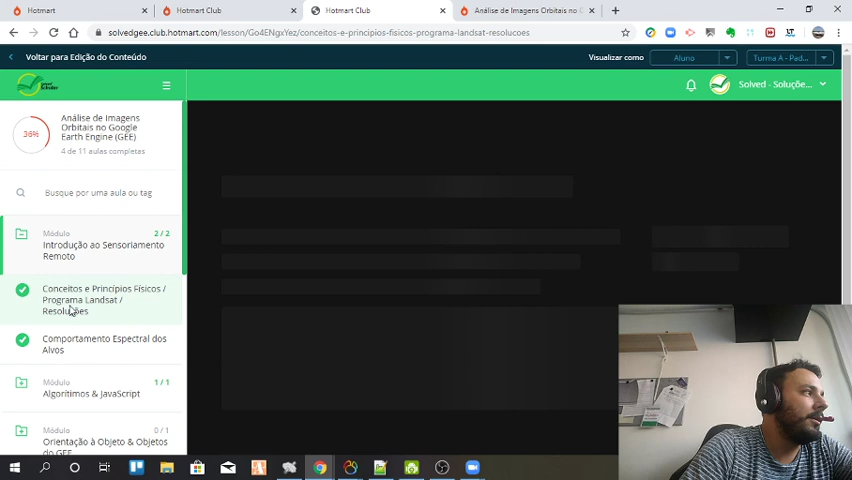 Hotmart
Hotmart Club
Hotmart Club
Análise de Imagens Orbitais no G
solvedgee.club.hotmart.com/lesson/Go4ENgxYez/conceitos-e-principios-fisicos-programa-landsat-resolucoes
Voltar para Edição do Conteúdo
Visualizar como
Aluno
Turma A - Pad...
Solved - Soluçõe...
Análise de Imagens
Orbitais no Google
Earth Engine (GEE)
36%
4 de 11 aulas completas
Busque por uma aula ou tag
Módulo
2 / 2
Introdução ao Sensoriamento
Remoto
Conceitos e Princípios Físicos /
Programa Landsat /
Resoluções
Comportamento Espectral dos
Alvos
Módulo
1 / 1
Algorítimos & JavaScript
Módulo
0 / 1
Orientação à Objeto & Objetos
do GEE